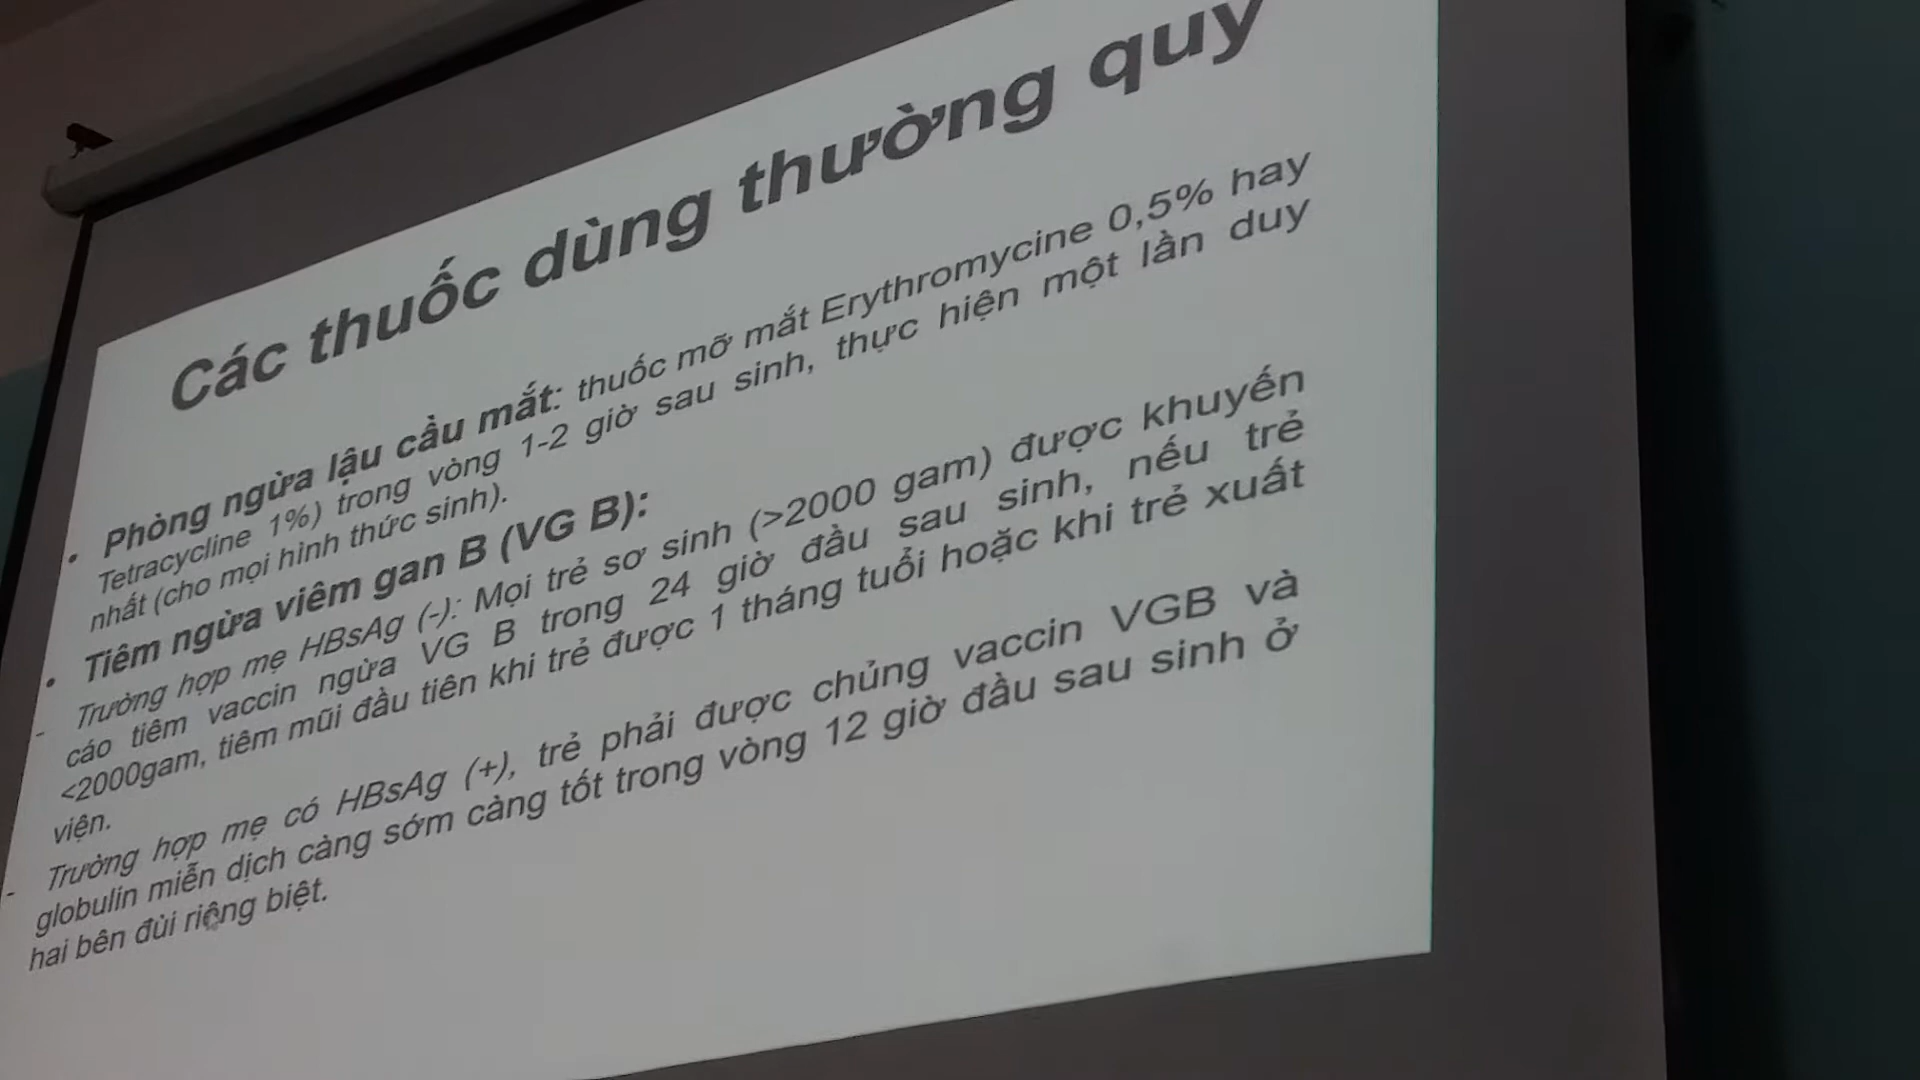 Các thuốc dùng thường quy
• Phòng ngừa lậu cầu mắt: thuốc mỡ mắt Erythromycine 0,5% hay
Tetracycline 1%) trong vòng 1-2 giờ sau sinh, thực hiện một lần duy
nhất (cho mọi hình thức sinh).
• Tiêm ngừa viêm gan B (VG B):
- Trường hợp mẹ HBsAg (-): Mọi trẻ sơ sinh (>2000 gam) được khuyến
cáo tiêm vaccin ngừa VG B trong 24 giờ đầu sau sinh, nếu trẻ
<2000gam, tiêm mũi đầu tiên khi trẻ được 1 tháng tuổi hoặc khi trẻ xuất
viện.
- Trường hợp mẹ có HBsAg (+), trẻ phải được chủng vaccin VGB và
globulin miễn dịch càng sớm càng tốt trong vòng 12 giờ đầu sau sinh ở
hai bên đùi riêng biệt.